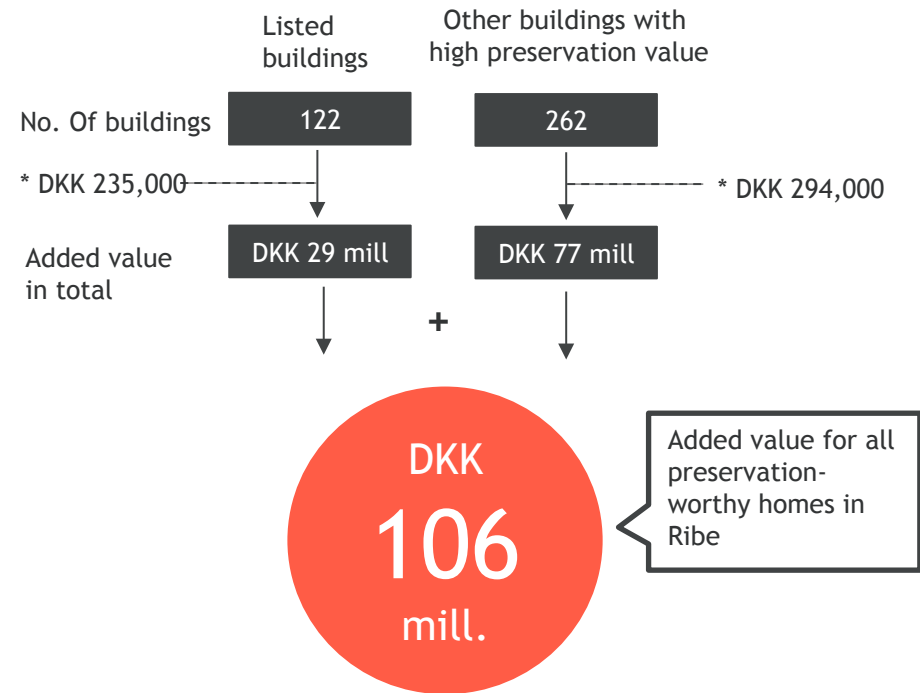 Listed
buildings
Other buildings with
high preservation value
No. Of buildings
122
262
* DKK 235,000
* DKK 294,000
Added value
in total
DKK 29 mill
DKK 77 mill
+
DKK
106
mill.
Added value for all
preservation-
worthy homes in
Ribe